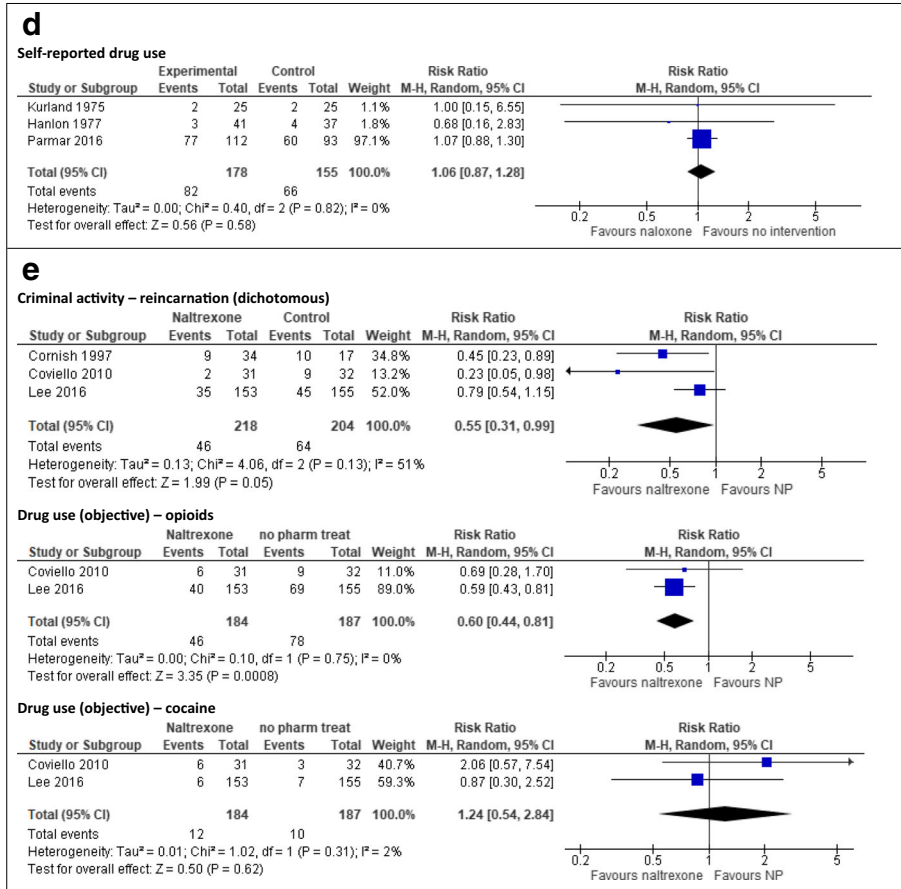 d
Self-reported drug use
Experimental Control Risk Ratio Risk Ratio
Study or Subgroup Events Total Events Total Weight M-H, Random, 95% CI M-H, Random, 95% CI
Kurland 1975 2 25 2 25 1.1% 1.00 [0.15, 6.55]
Hanlon 1977 3 41 4 37 1.8% 0.68 [0.16, 2.83]
Parmar 2016 77 112 60 93 97.1% 1.07 [0.88, 1.30]
Total (95% CI) 178 155 100.0% 1.06 [0.87, 1.28]
Total events 82 66
Heterogeneity: Tau² = 0.00; Chi² = 0.40, df = 2 (P = 0.82); I² = 0%
Test for overall effect: Z = 0.56 (P = 0.58)
0.2 0.5 1 2 5
Favours naloxone Favours no intervention
e
Criminal activity – reincarnation (dichotomous)
Naltrexone Control Risk Ratio Risk Ratio
Study or Subgroup Events Total Events Total Weight M-H, Random, 95% CI M-H, Random, 95% CI
Cornish 1997 9 34 10 17 34.8% 0.45 [0.23, 0.89]
Coviello 2010 2 31 9 32 13.2% 0.23 [0.05, 0.98]
Lee 2016 35 153 45 155 52.0% 0.79 [0.54, 1.15]
Total (95% CI) 218 204 100.0% 0.55 [0.31, 0.99]
Total events 46 64
Heterogeneity: Tau² = 0.13; Chi² = 4.06, df = 2 (P = 0.13); I² = 51%
Test for overall effect: Z = 1.99 (P = 0.05)
0.2 0.5 1 2 5
Favours naltrexone Favours NP
Drug use (objective) – opioids
Naltrexone no pharm treat Risk Ratio Risk Ratio
Study or Subgroup Events Total Events Total Weight M-H, Random, 95% CI M-H, Random, 95% CI
Coviello 2010 6 31 9 32 11.0% 0.69 [0.28, 1.70]
Lee 2016 40 153 69 155 89.0% 0.59 [0.43, 0.81]
Total (95% CI) 184 187 100.0% 0.60 [0.44, 0.81]
Total events 46 78
Heterogeneity: Tau² = 0.00; Chi² = 0.10, df = 1 (P = 0.75); I² = 0%
Test for overall effect: Z = 3.35 (P = 0.0008)
0.2 0.5 1 2 5
Favours naltrexone Favours NP
Drug use (objective) – cocaine
Naltrexone no pharm treat Risk Ratio Risk Ratio
Study or Subgroup Events Total Events Total Weight M-H, Random, 95% CI M-H, Random, 95% CI
Coviello 2010 6 31 3 32 40.7% 2.06 [0.57, 7.54]
Lee 2016 6 153 7 155 59.3% 0.87 [0.30, 2.52]
Total (95% CI) 184 187 100.0% 1.24 [0.54, 2.84]
Total events 12 10
Heterogeneity: Tau² = 0.01; Chi² = 1.02, df = 1 (P = 0.31); I² = 2%
Test for overall effect: Z = 0.50 (P = 0.62)
0.2 0.5 1 2 5
Favours naltrexone Favours NP